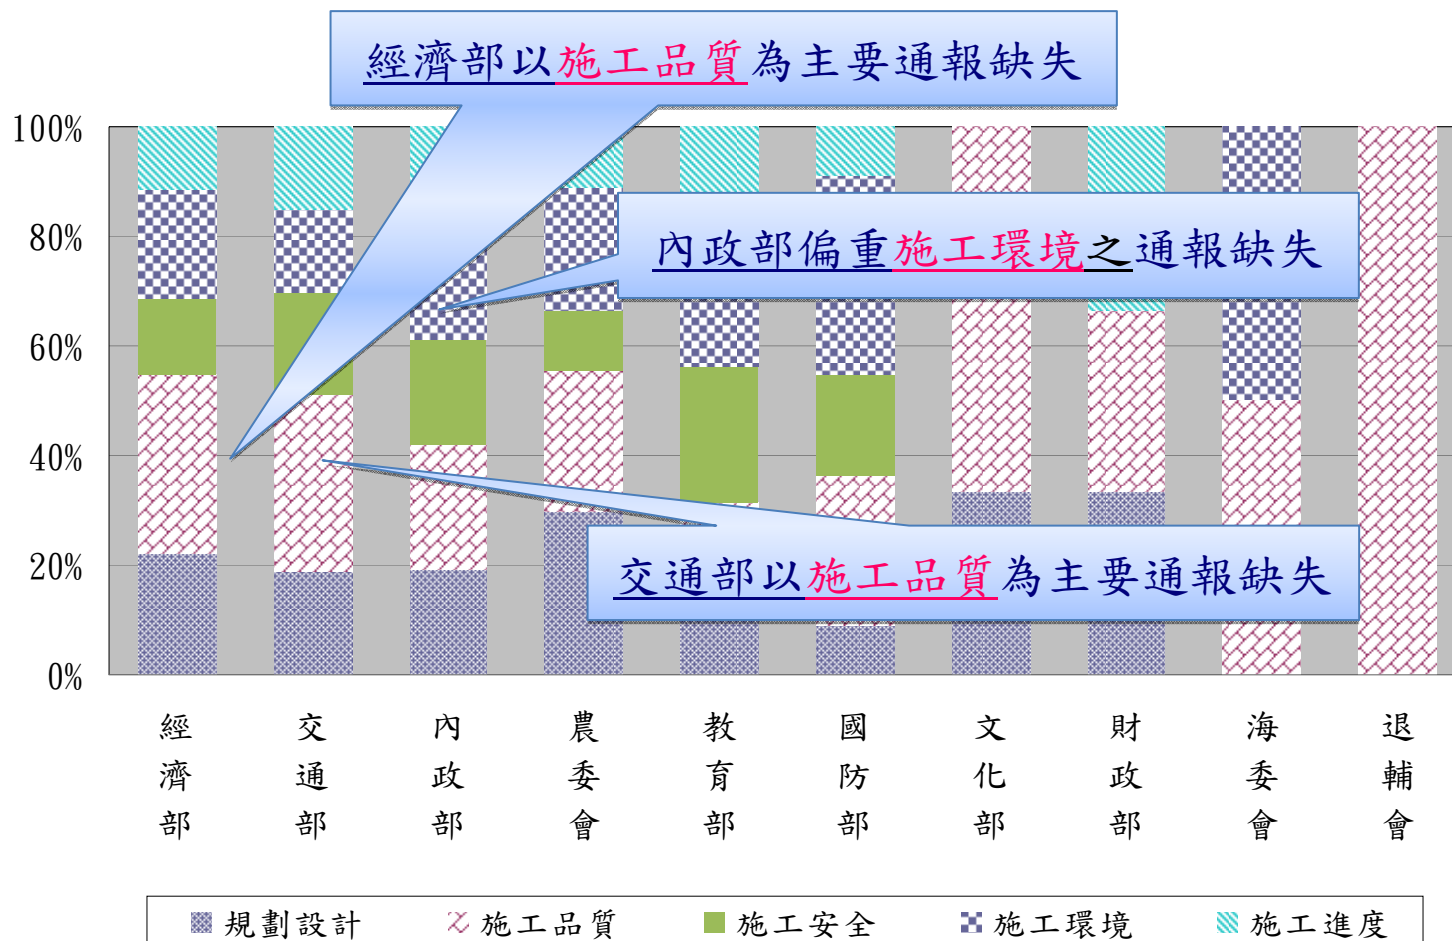 經濟部以施工品質為主要通報缺失
100%
80%
內政部偏重施工環境之通報缺失
60%
40%
20%
交通部以施工品質為主要通報缺失
0%
經濟部
交通部
內政部
農委會
教育部
國防部
文化部
財政部
海委會
退輔會
規劃設計
施工品質
施工安全
施工環境
施工進度